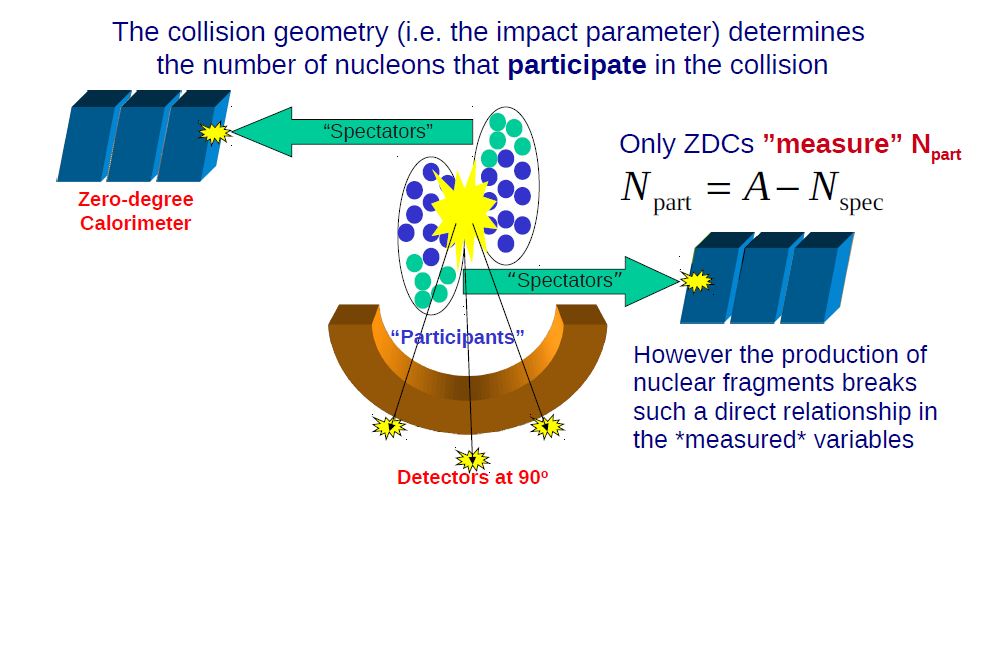 The collision geometry (i.e. the impact parameter) determines
the number of nucleons that participate in the collision
“Spectators”
Only ZDCs ”measure” Npart
Npart = A – Nspec
Zero-degree
Calorimeter
“Spectators”
“Participants”
However the production of
nuclear fragments breaks
such a direct relationship in
the *measured* variables
Detectors at 90º